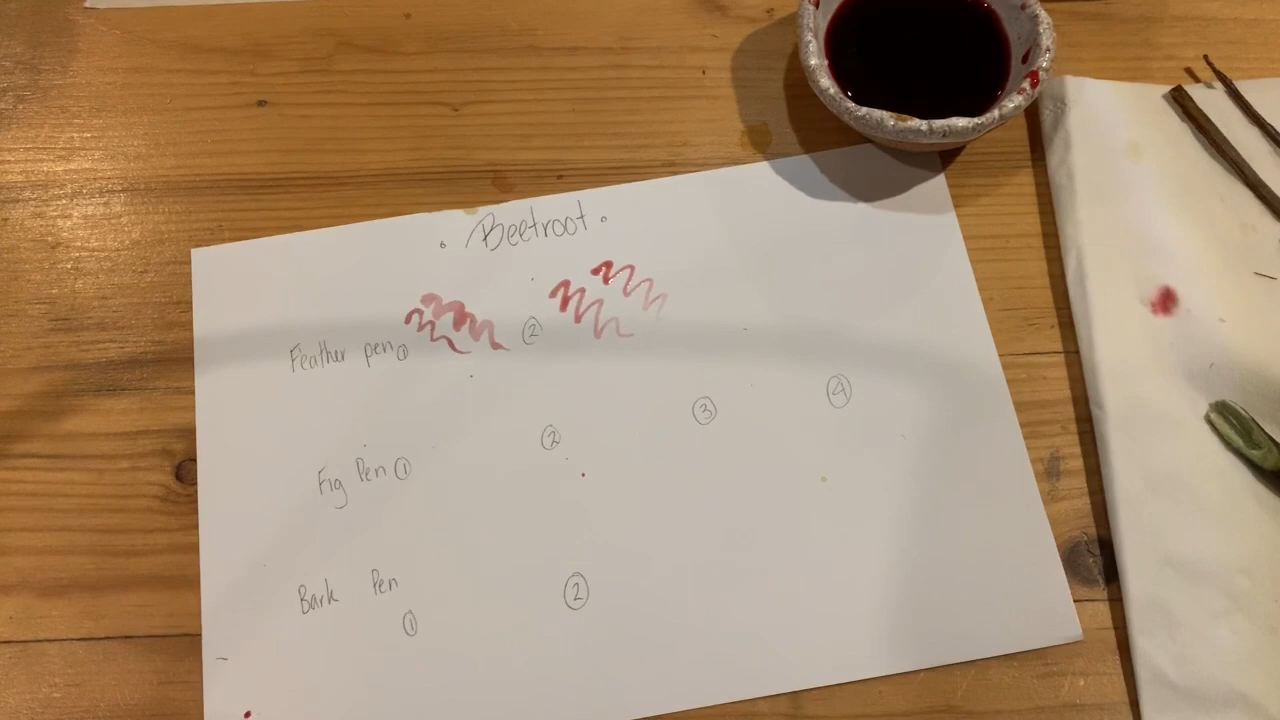 Beetroot
Feather pen ① ②
Fig Pen ① ② ③ ④
Bark Pen
① ②